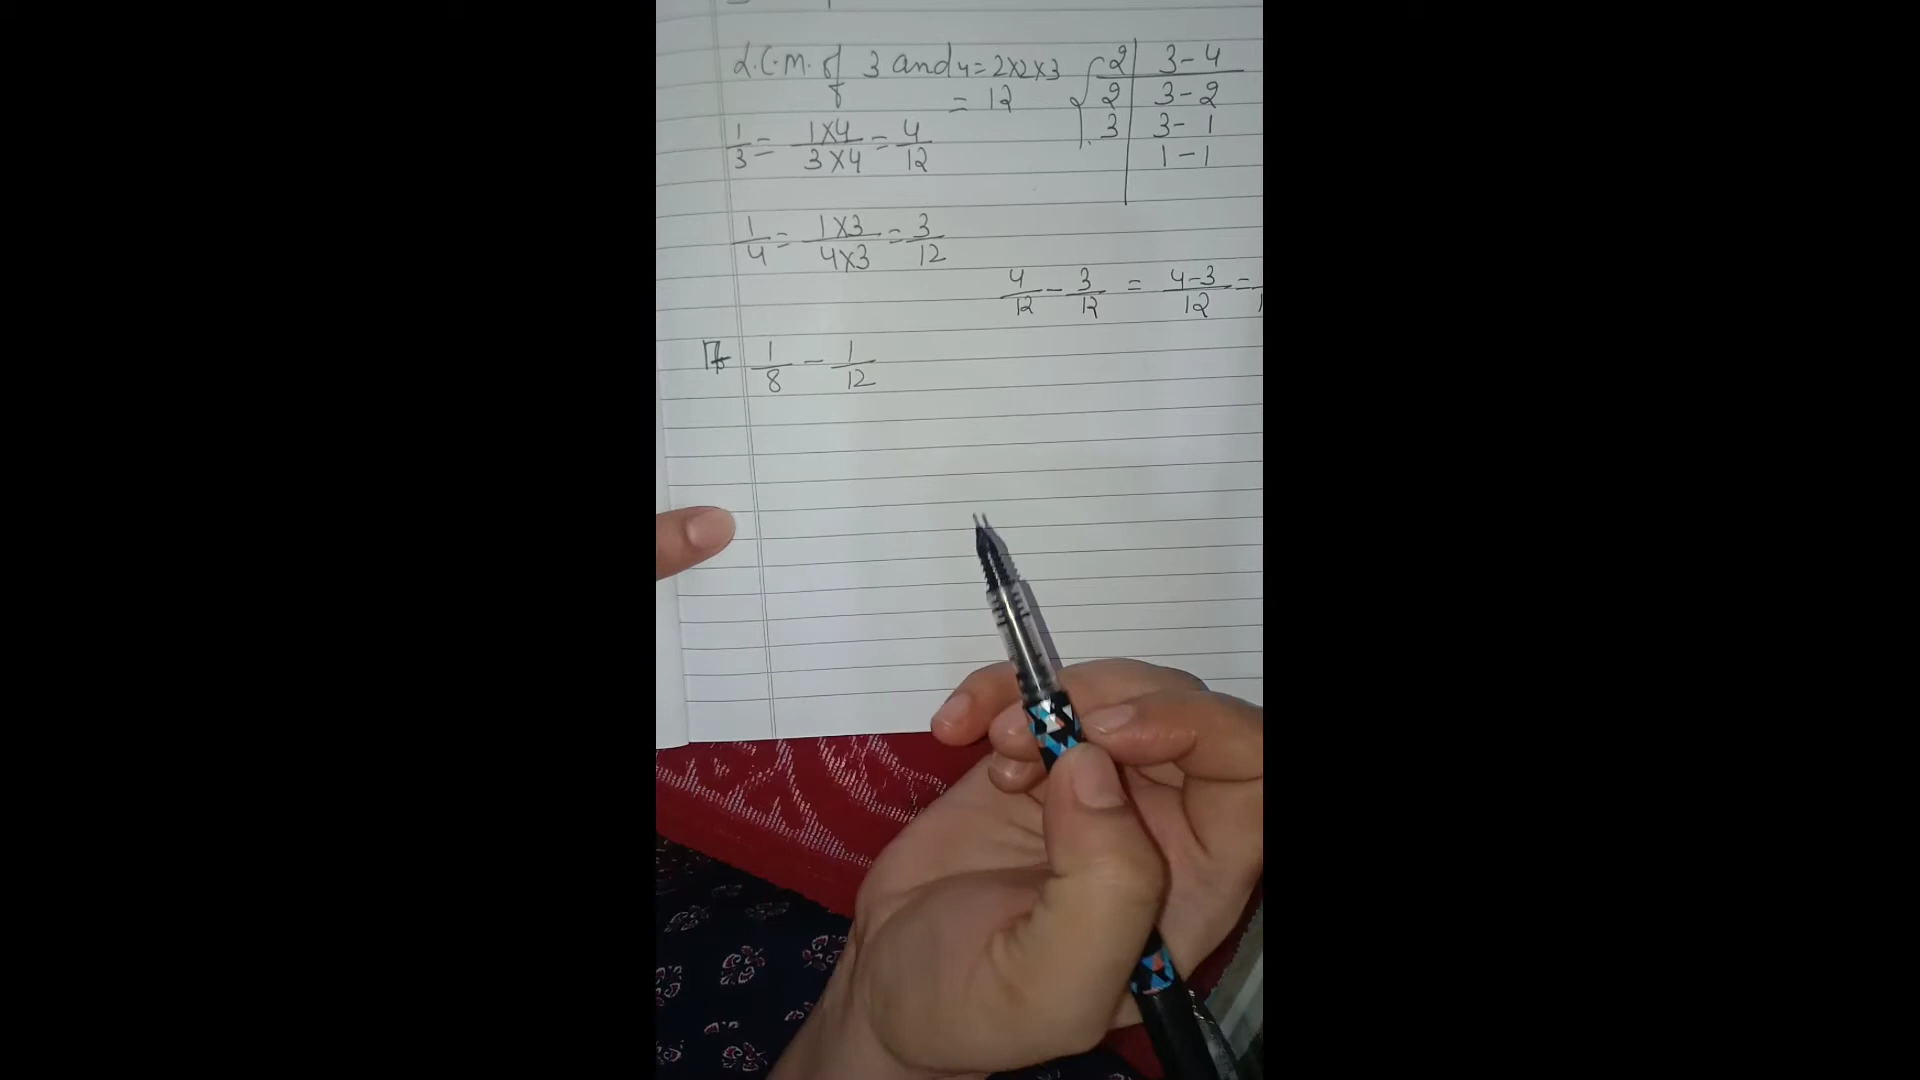 L.C.M. of 3 and 4 = 2×2×3
= 12
2 | 3 - 4
2 | 3 - 2
3 | 3 - 1
1 - 1
1/3 = 1×4/3×4 = 4/12
1/4 = 1×3/4×3 = 3/12
4/12 - 3/12 = 4-3/12 =
1/8 - 1/12